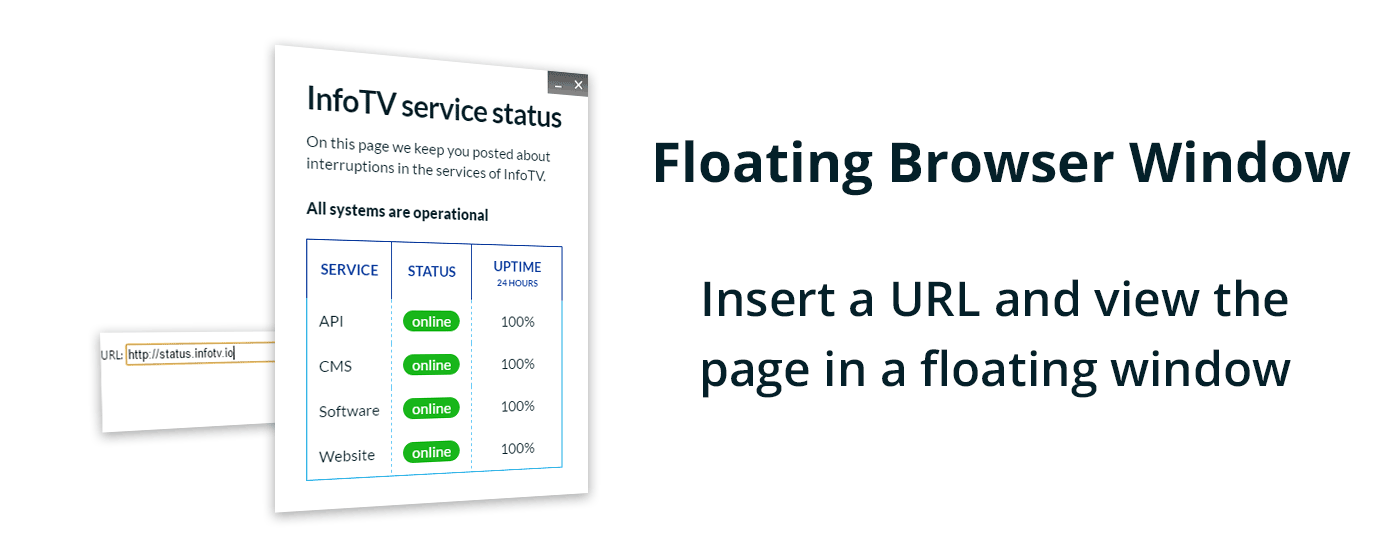 InfoTV service status
On this page we keep you posted about
interruptions in the services of InfoTV.
All systems are operational
SERVICE STATUS UPTIME
24 HOURS
API online 100%
CMS online 100%
Software online 100%
Website online 100%
URL: http://status.infotv.io
Floating Browser Window
Insert a URL and view the
page in a floating window